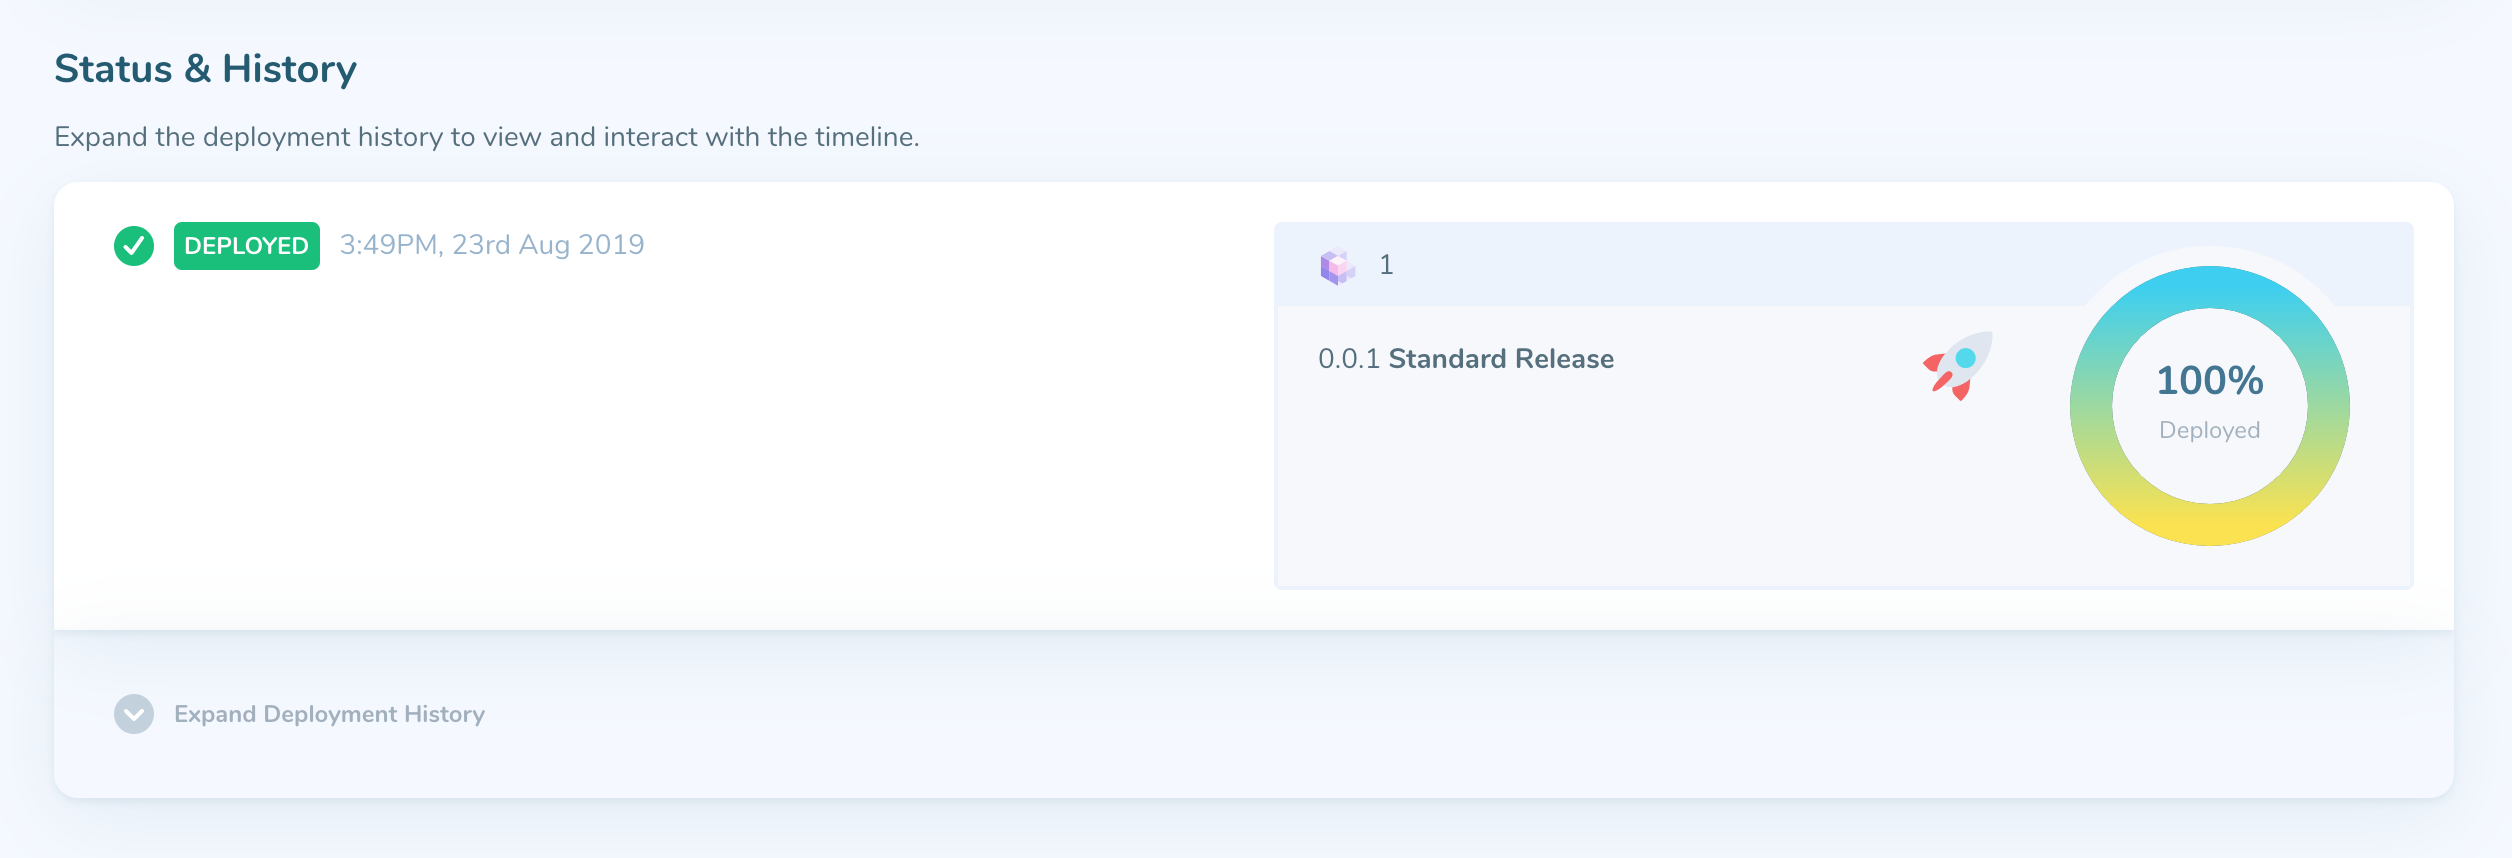 Status & History
Expand the deployment history to view and interact with the timeline.
DEPLOYED 3:49PM, 23rd Aug 2019
1
0.0.1 Standard Release
100%
Deployed
Expand Deployment History